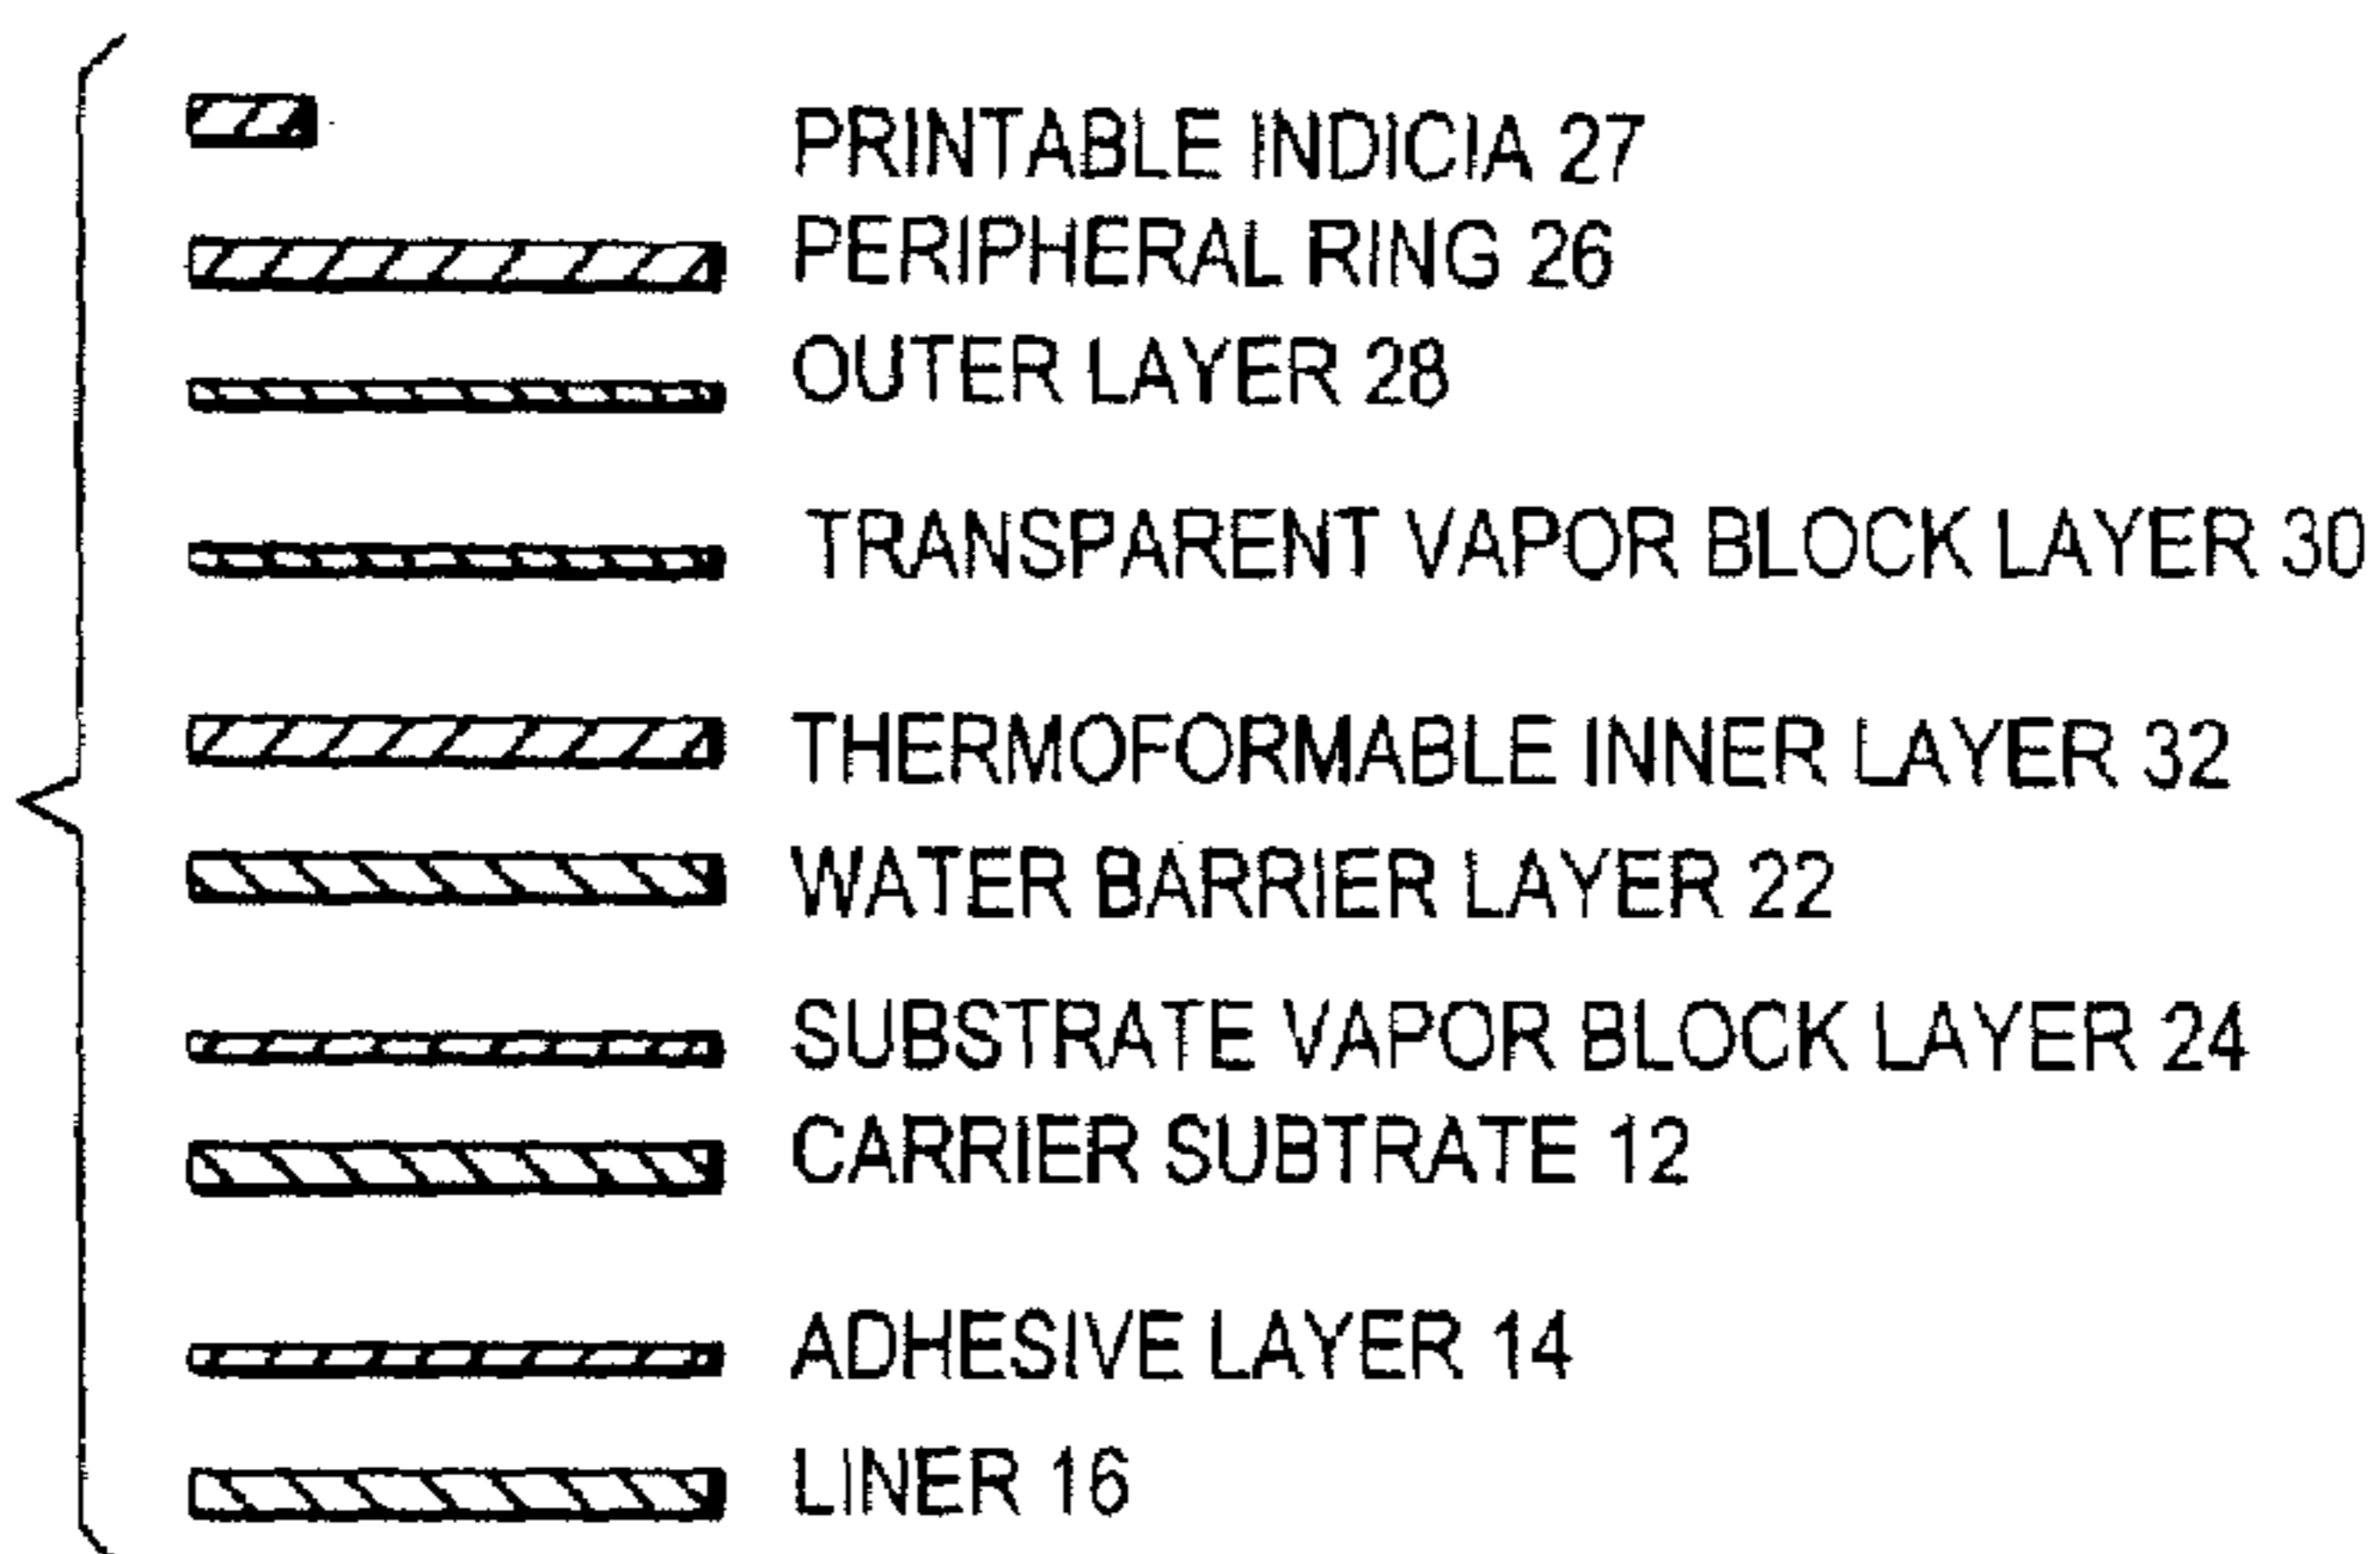 PRINTABLE INDICIA 27
PERIPHERAL RING 26
OUTER LAYER 28
TRANSPARENT VAPOR BLOCK LAYER 30
THERMOFORMABLE INNER LAYER 32
WATER BARRIER LAYER 22
SUBSTRATE VAPOR BLOCK LAYER 24
CARRIER SUBTRATE 12
ADHESIVE LAYER 14
LINER 16